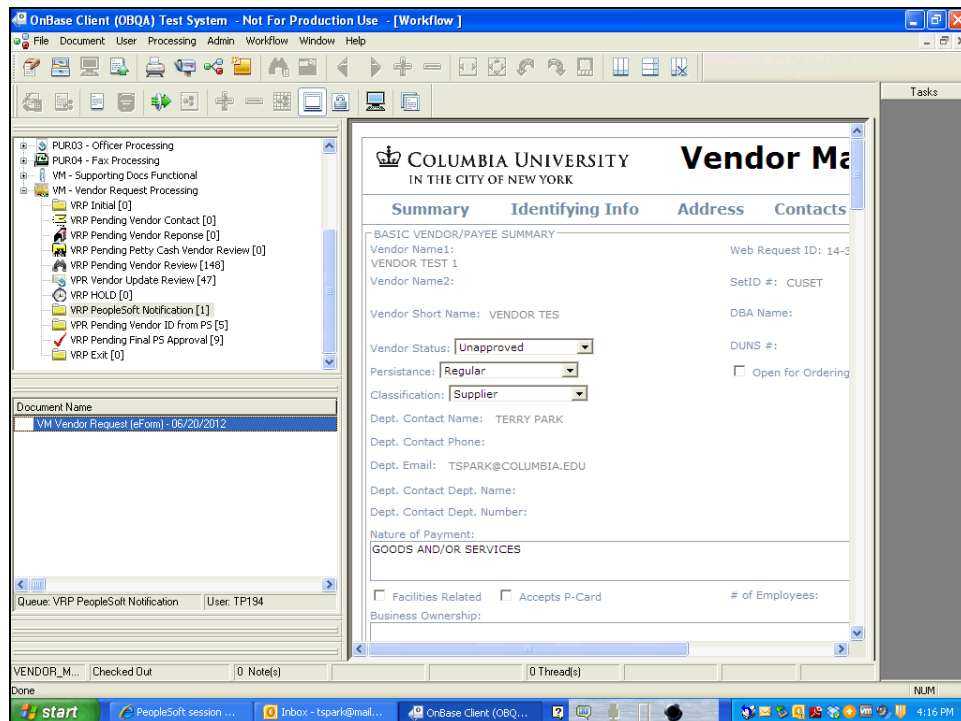 OnBase Client (OBQA) Test System - Not For Production Use - [Workflow ]
File Document User Processing Admin Workflow Window Help
Tasks
PUR03 - Officer Processing
PUR04 - Fax Processing
VM - Supporting Docs Functional
VM - Vendor Request Processing
VRP Initial [0]
VRP Pending Vendor Contact [0]
VRP Pending Vendor Reponse [0]
VRP Pending Petty Cash Vendor Review [0]
VRP Pending Vendor Review [148]
VPR Vendor Update Review [47]
VRP HOLD [0]
VRP PeopleSoft Notification [1]
VPR Pending Vendor ID from PS [5]
VRP Pending Final PS Approval [9]
VRP Exit [0]
Document Name
VM Vendor Request (eForm) - 06/20/2012
Queue: VRP PeopleSoft Notification User: TP194
COLUMBIA UNIVERSITY
IN THE CITY OF NEW YORK
Vendor Ma
Summary Identifying Info Address Contacts
BASIC VENDOR/PAYEE SUMMARY
Vendor Name1: Web Request ID: 14-3
VENDOR TEST 1
Vendor Name2: SetID #: CUSET
Vendor Short Name: VENDOR TES DBA Name:
Vendor Status: Unapproved DUNS #:
Persistance: Regular Open for Ordering
Classification: Supplier
Dept. Contact Name: TERRY PARK
Dept. Contact Phone:
Dept. Email: TSPARK@COLUMBIA.EDU
Dept. Contact Dept. Name:
Dept. Contact Dept. Number:
Nature of Payment:
GOODS AND/OR SERVICES
Facilities Related Accepts P-Card # of Employees:
Business Ownership:
VENDOR_M... Checked Out 0 Note(s) 0 Thread(s)
Done NUM
start PeopleSoft session ... Inbox - tspark@mail... OnBase Client (OBQ... 4:16 PM